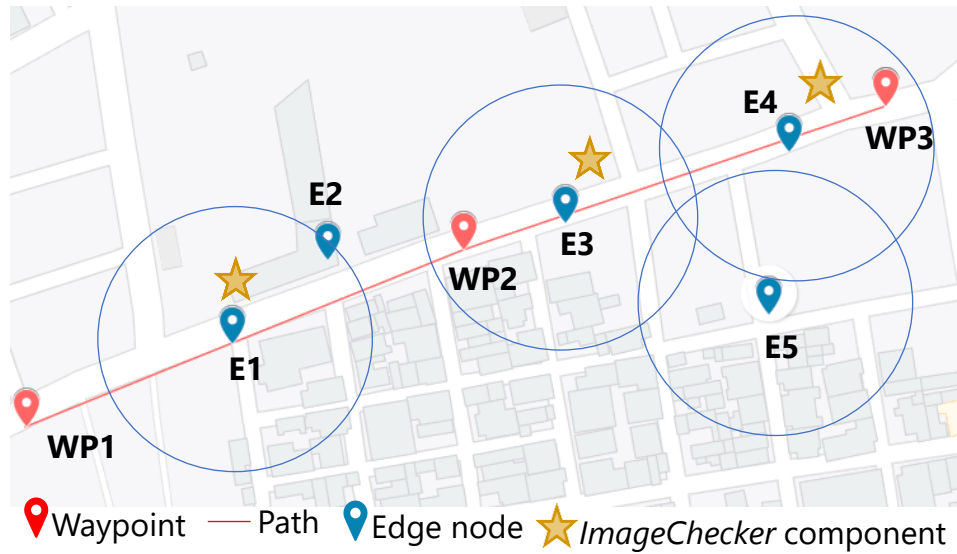 E4
WP3
E2
E3
WP2
E5
E1
WP1
Waypoint
Path
Edge node
ImageChecker component